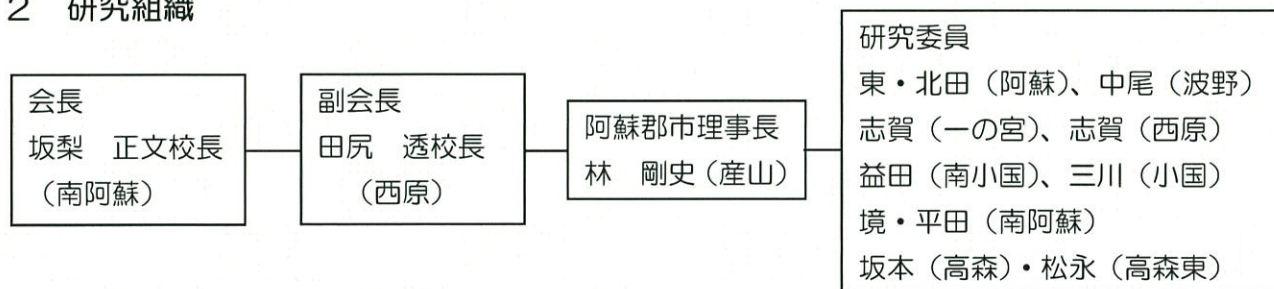 2　研究組織
会長
坂梨　正文校長
（南阿蘇）
副会長
田尻　透校長
（西原）
阿蘇郡市理事長
林　剛史（産山）
研究委員
東・北田（阿蘇）、中尾（波野）
志賀（一の宮）、志賀（西原）
益田（南小国）、三川（小国）
境・平田（南阿蘇）
坂本（高森）・松永（高森東）